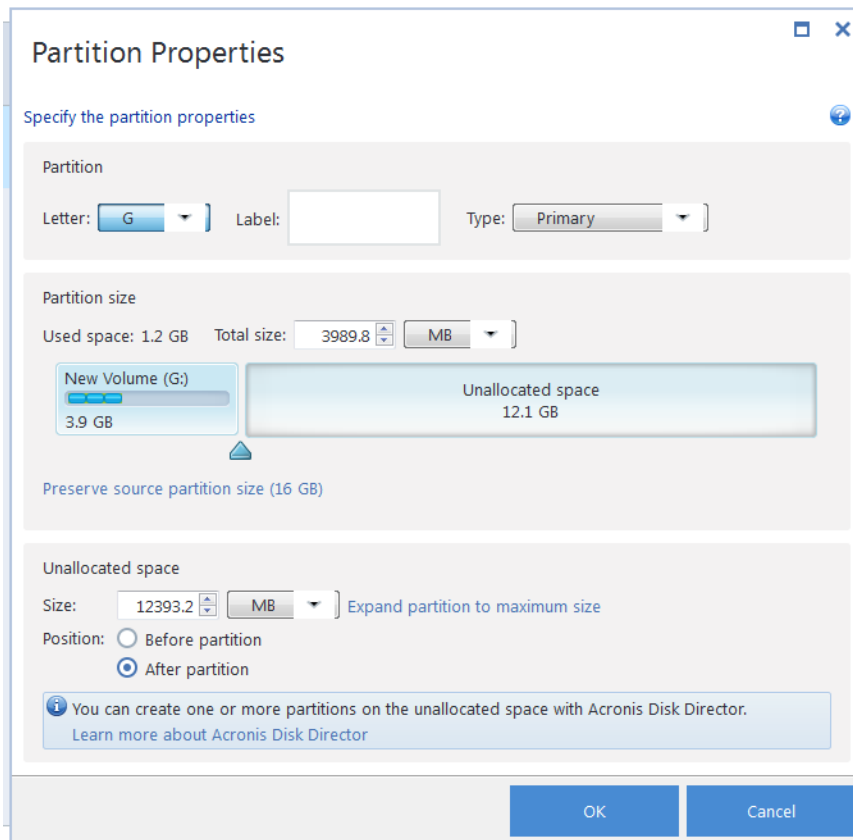 Partition Properties
Specify the partition properties
Partition
Letter: G Label: Type: Primary
Partition size
Used space: 1.2 GB Total size: 3989.8 MB
New Volume (G:)
3.9 GB
Unallocated space
12.1 GB
Preserve source partition size (16 GB)
Unallocated space
Size: 12393.2 MB Expand partition to maximum size
Position: Before partition
After partition
You can create one or more partitions on the unallocated space with Acronis Disk Director.
Learn more about Acronis Disk Director
OK Cancel